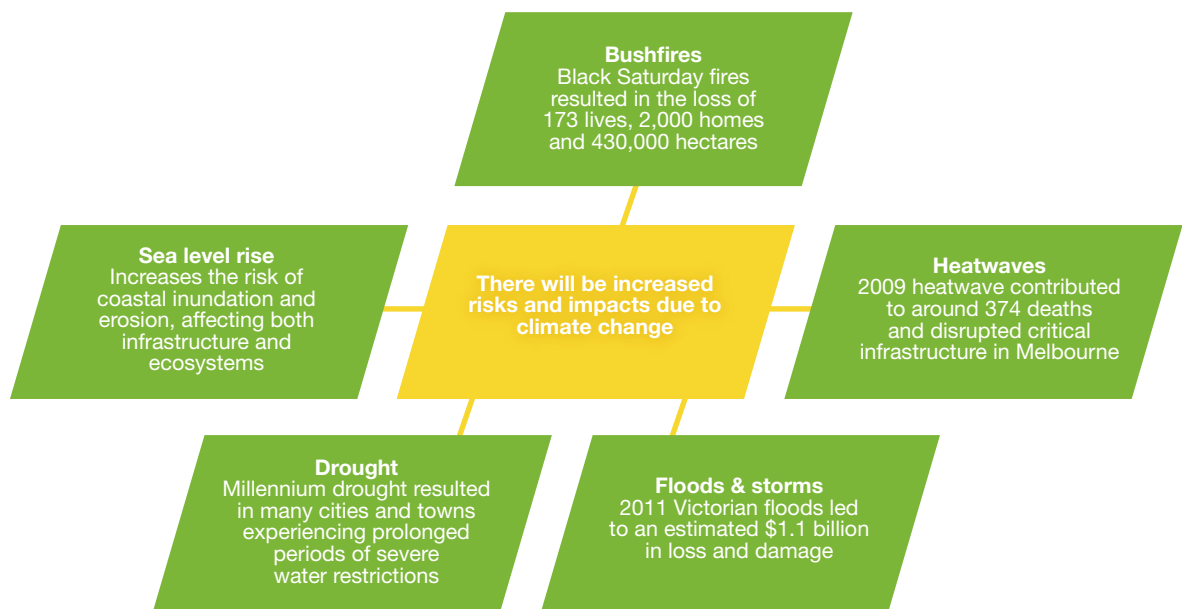 Bushfires
Black Saturday fires
resulted in the loss of
173 lives, 2,000 homes
and 430,000 hectares
Sea level rise
Increases the risk of
coastal inundation and
erosion, affecting both
infrastructure and
ecosystems
There will be increased
risks and impacts due to
climate change
Heatwaves
2009 heatwave contributed
to around 374 deaths
and disrupted critical
infrastructure in Melbourne
Drought
Millennium drought resulted
in many cities and towns
experiencing prolonged
periods of severe
water restrictions
Floods & storms
2011 Victorian floods led
to an estimated $1.1 billion
in loss and damage